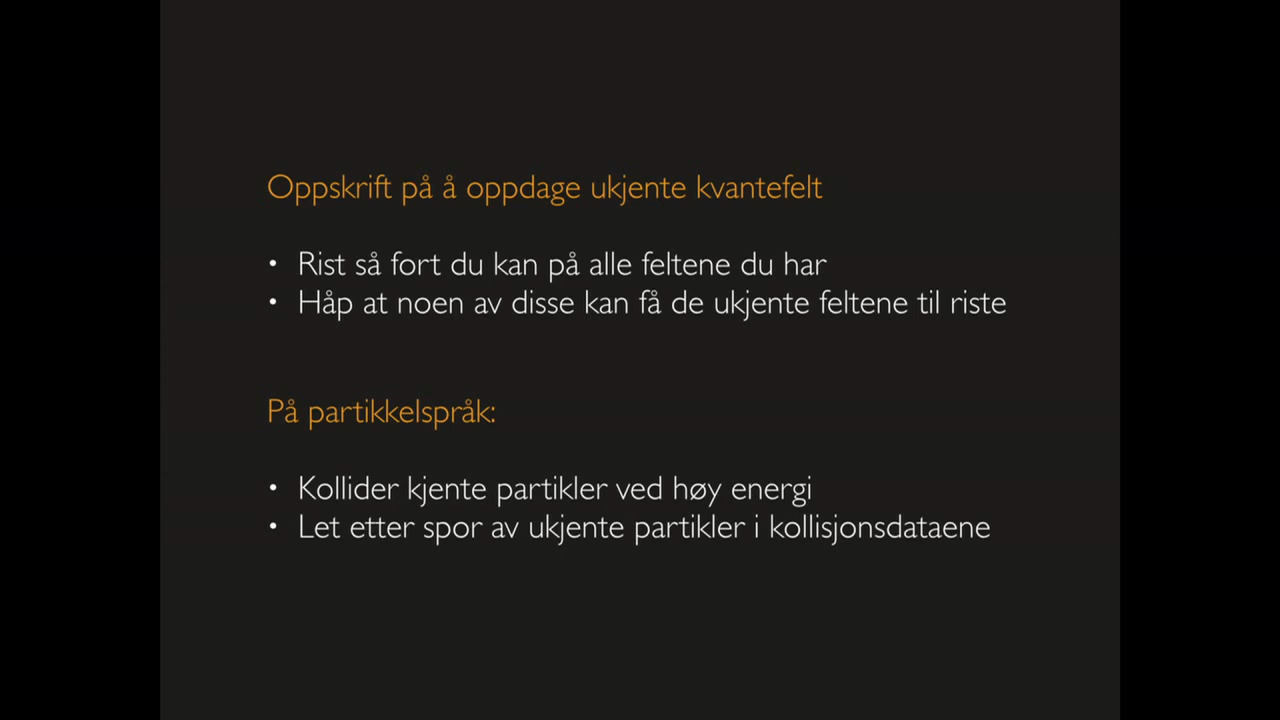 Oppskrift på å oppdage ukjente kvantefelt
• Rist så fort du kan på alle feltene du har
• Håp at noen av disse kan få de ukjente feltene til riste
På partikkelspråk:
• Kollider kjente partikler ved høy energi
• Let etter spor av ukjente partikler i kollisjonsdataene